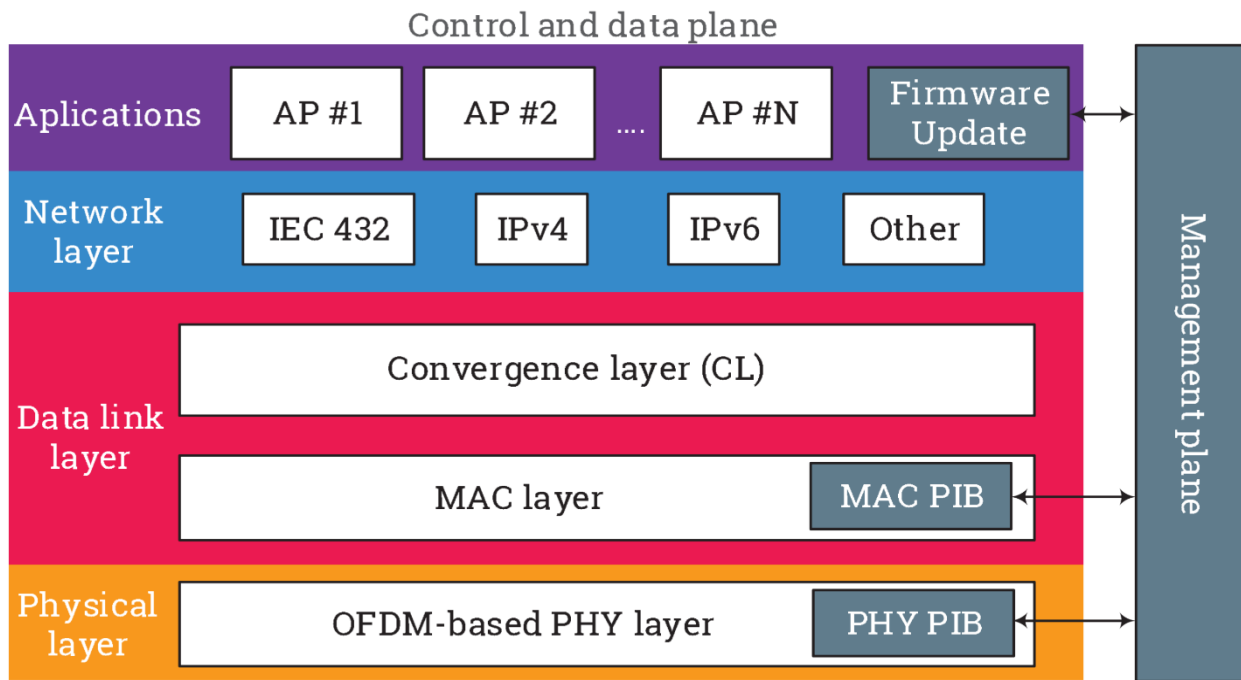 Control and data plane
Aplications
AP #1
AP #2
....
AP #N
Firmware
Update
Network
layer
IEC 432
IPv4
IPv6
Other
Data link
layer
Convergence layer (CL)
MAC layer
MAC PIB
Physical
layer
OFDM-based PHY layer
PHY PIB
Management plane